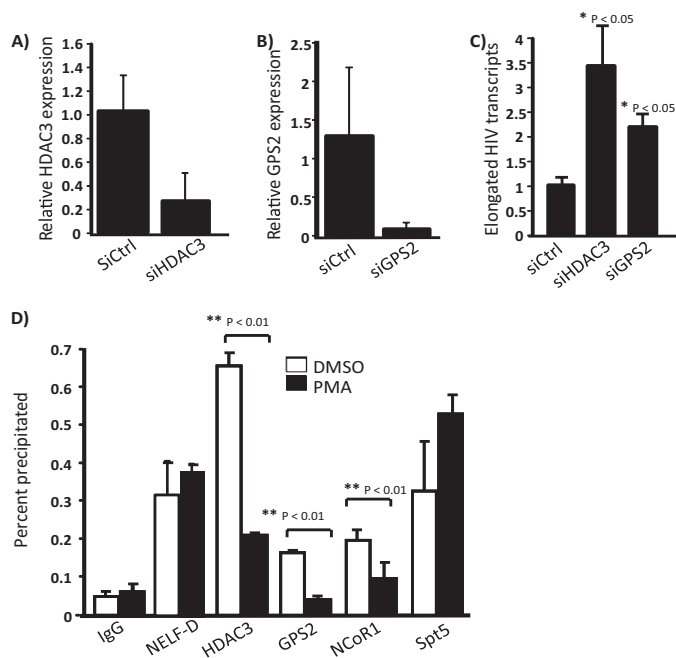 A)
Relative HDAC3 expression
1.6
1.4
1.2
1.0
0.8
0.6
0.4
0.2
0
SiCtrl
siHDAC3
B)
Relative GPS2 expression
2.5
2
1.5
1
0.5
0
siCtrl
siGPS2
C)
Elongated HIV transcripts
4
3.5
3
2.5
2
1.5
1
0.5
0
* P < 0.05
* P < 0.05
siCtrl
siHDAC3
siGPS2
D)
Percent precipitated
0.7
0.6
0.5
0.4
0.3
0.2
0.1
0
** P < 0.01
DMSO
PMA
** P < 0.01
** P < 0.01
IgG
NELF-D
HDAC3
GPS2
NCoR1
Spt5